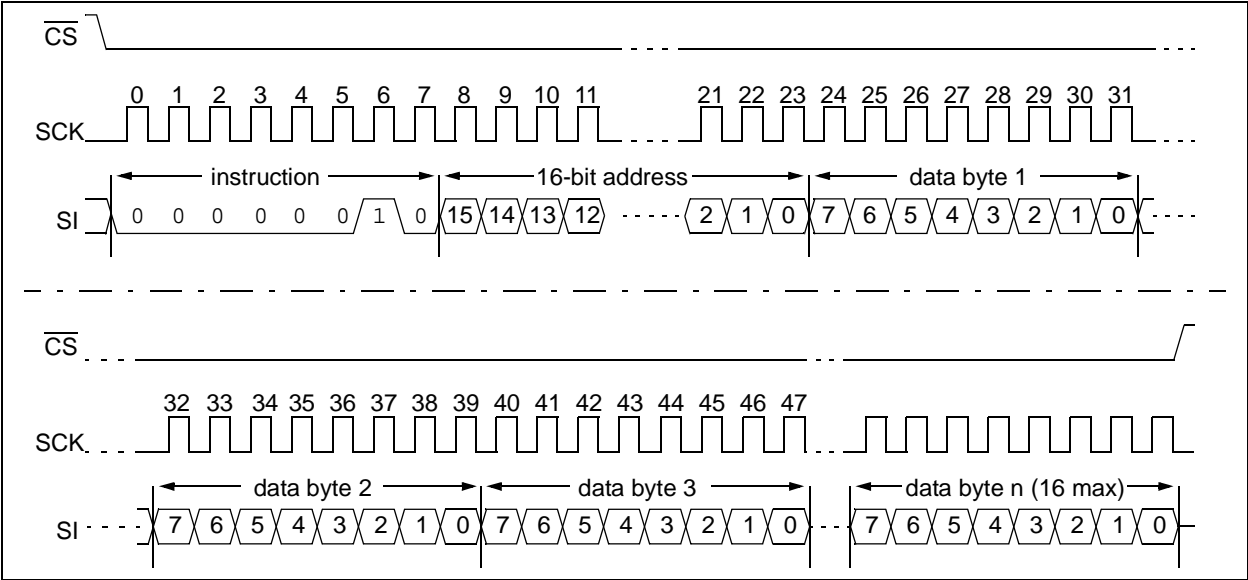 CS
0 1 2 3 4 5 6 7 8 9 10 11 21 22 23 24 25 26 27 28 29 30 31
SCK
instruction 16-bit address data byte 1
SI 0 0 0 0 0 0 1 0 15 14 13 12 2 1 0 7 6 5 4 3 2 1 0
CS
32 33 34 35 36 37 38 39 40 41 42 43 44 45 46 47
SCK
data byte 2 data byte 3 data byte n (16 max)
SI 7 6 5 4 3 2 1 0 7 6 5 4 3 2 1 0 7 6 5 4 3 2 1 0